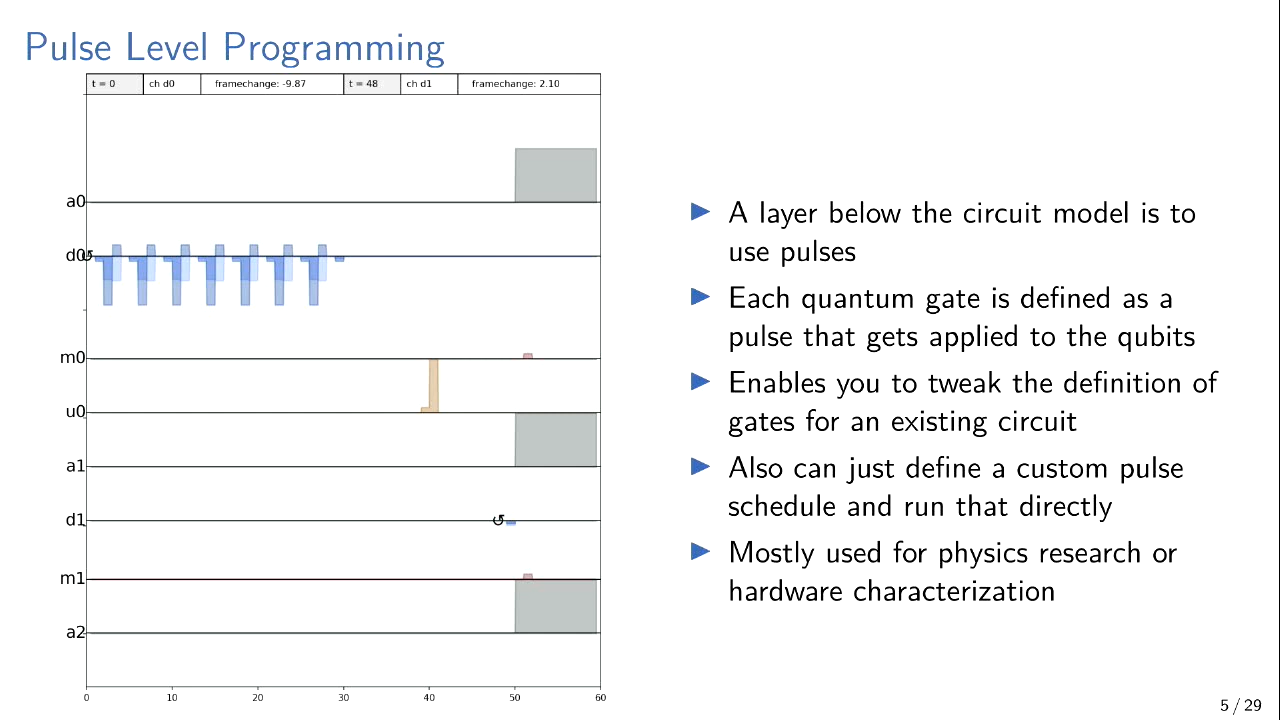 Pulse Level Programming
t = 0 ch d0 framechange: -9.87 t = 48 ch d1 framechange: 2.10
a0
d0
↺
m0
u0
a1
d1
↺
m1
a2
0 10 20 30 40 50 60
A layer below the circuit model is to
use pulses
Each quantum gate is defined as a
pulse that gets applied to the qubits
Enables you to tweak the definition of
gates for an existing circuit
Also can just define a custom pulse
schedule and run that directly
Mostly used for physics research or
hardware characterization
5 / 29